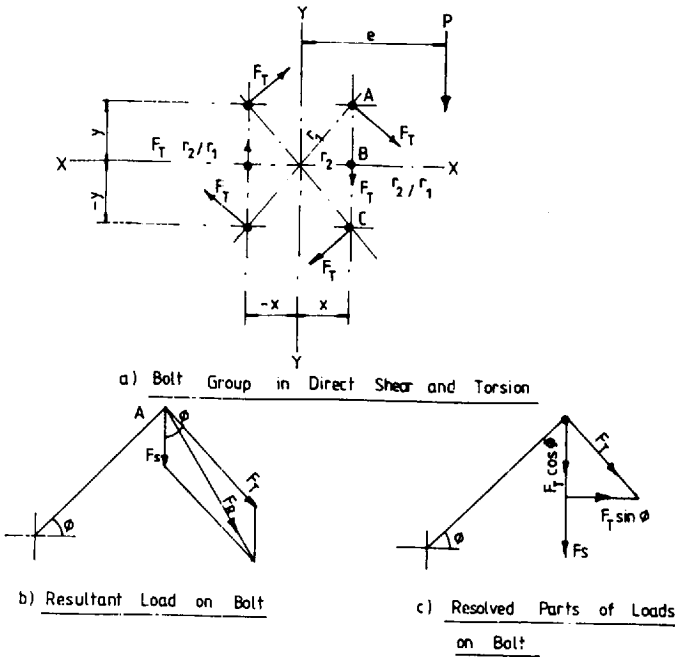 Y
P
e
F_T
A
F_T
r_1
y
X
F_T r_2/r_1
r_2
B
X
F_T r_2/r_1
-y
F_T
C
F_T
-x
x
Y
a) Bolt Group in Direct Shear and Torsion
A
ø
Fs
F_T
F_R
ø
b) Resultant Load on Bolt
ø
F_T cos ø
F_T
F_T sin ø
ø
Fs
c) Resolved Parts of Loads
on Bolt